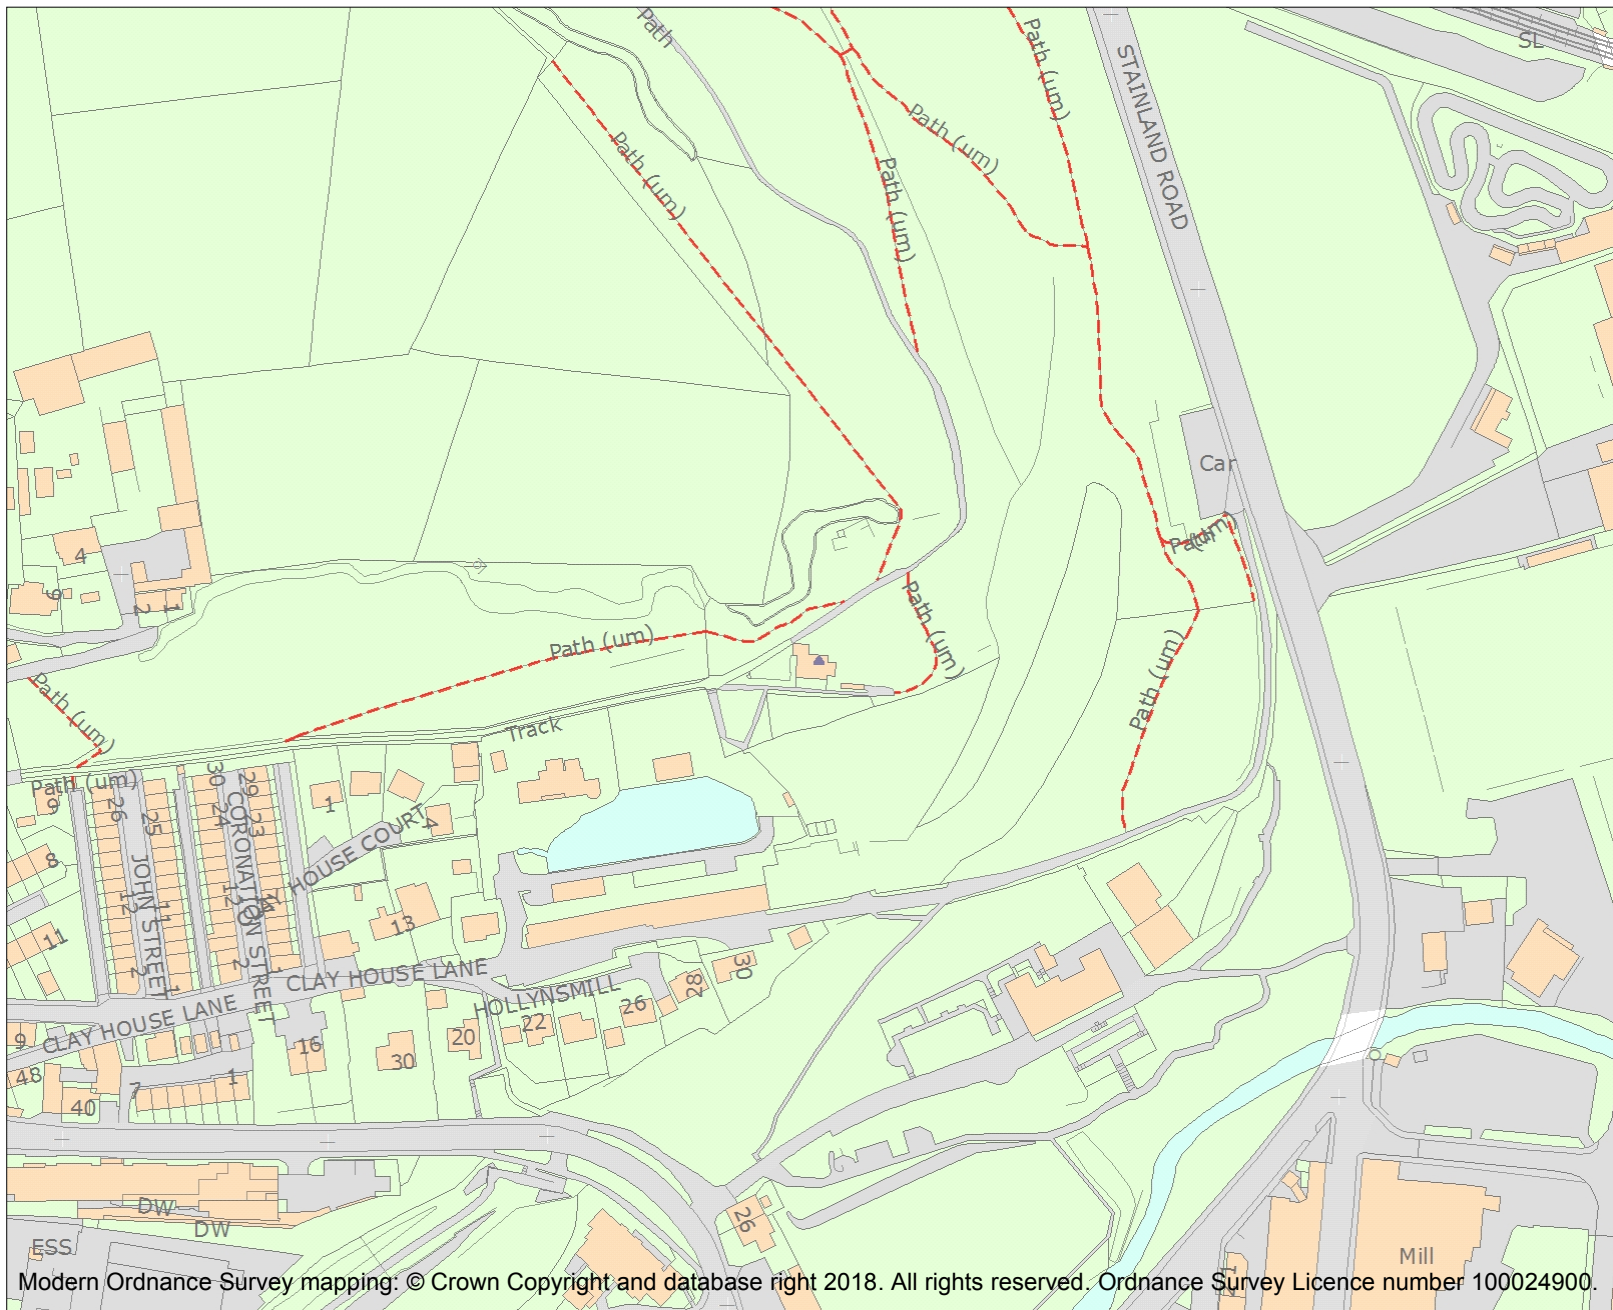 Path
Path (um)
STAINLAND ROAD
SL
Path (um)
Path (um)
Path (um)
Car
4
9
2
1
Path
(um)
Path (um)
Path (um)
Path (um)
Path (um)
Track
Path (um)
9
26
25
30
24
29
23
1
4
8
CLAY HOUSE COURT
JOHN STREET
CORONATION STREET
12
11
12
11
13
11
2
1
2
1
CLAY HOUSE LANE
CLAY HOUSE LANE
HOLLYNSMILL
30
28
26
22
20
9
16
30
48
7
1
40
DW
DW
26
ESS
Mill
Modern Ordnance Survey mapping: © Crown Copyright and database right 2018. All rights reserved. Ordnance Survey Licence number 100024900.